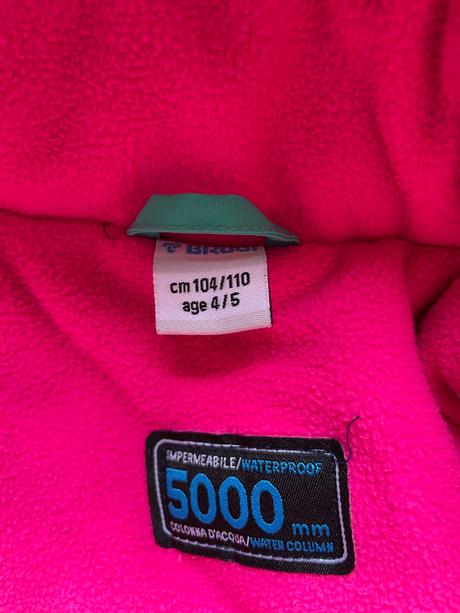 BRUGI
cm 104/110
age 4/5
IMPERMEABILE/WATERPROOF
5000 mm
COLONNA D'ACQUA/WATER COLUMN